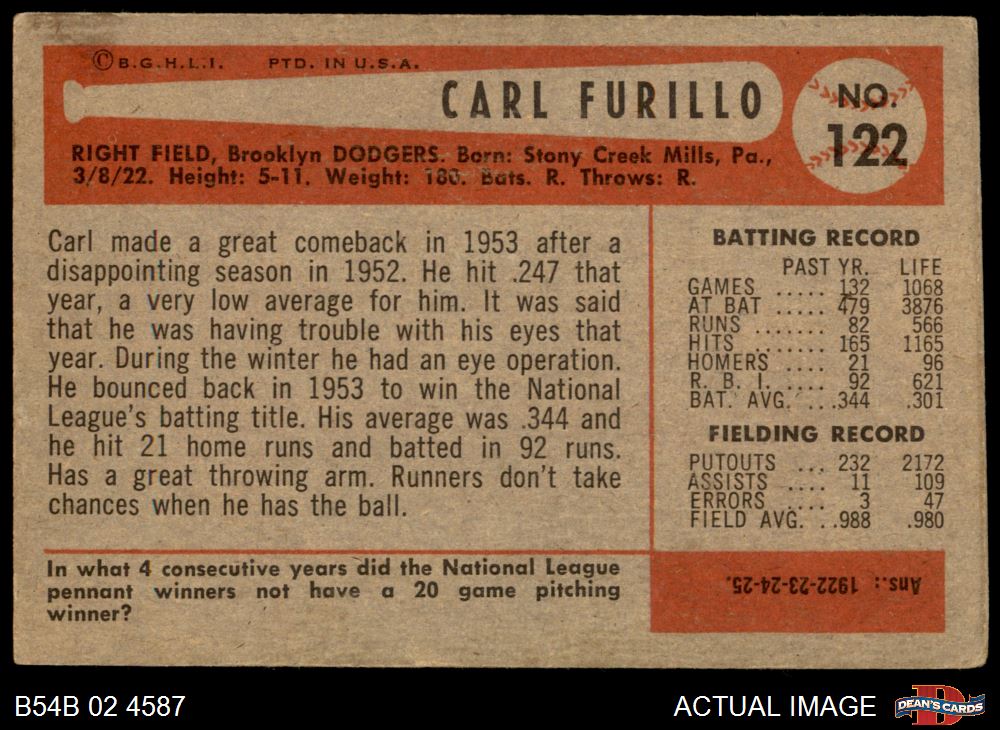 © B.G.H.L.I. PTD. IN U.S.A.
CARL FURILLO
NO.
122
RIGHT FIELD, Brooklyn DODGERS. Born: Stony Creek Mills, Pa.,
3/8/22. Height: 5-11. Weight: 180. Bats. R. Throws: R.
Carl made a great comeback in 1953 after a
disappointing season in 1952. He hit .247 that
year, a very low average for him. It was said
that he was having trouble with his eyes that
year. During the winter he had an eye operation.
He bounced back in 1953 to win the National
League's batting title. His average was .344 and
he hit 21 home runs and batted in 92 runs.
Has a great throwing arm. Runners don't take
chances when he has the ball.
BATTING RECORD
PAST YR. LIFE
GAMES ..... 132 1068
AT BAT ..... 479 3876
RUNS ....... 82 566
HITS ........ 165 1165
HOMERS ..... 21 96
R. B. I. .... 92 621
BAT. AVG. ....344 .301
FIELDING RECORD
PUTOUTS ... 232 2172
ASSISTS .... 11 109
ERRORS .... 3 47
FIELD AVG. ..988 .980
In what 4 consecutive years did the National League
pennant winners not have a 20 game pitching
winner?
Ans.: 1922-23-24-25.
B54B 02 4587
ACTUAL IMAGE
DEAN'S CARDS